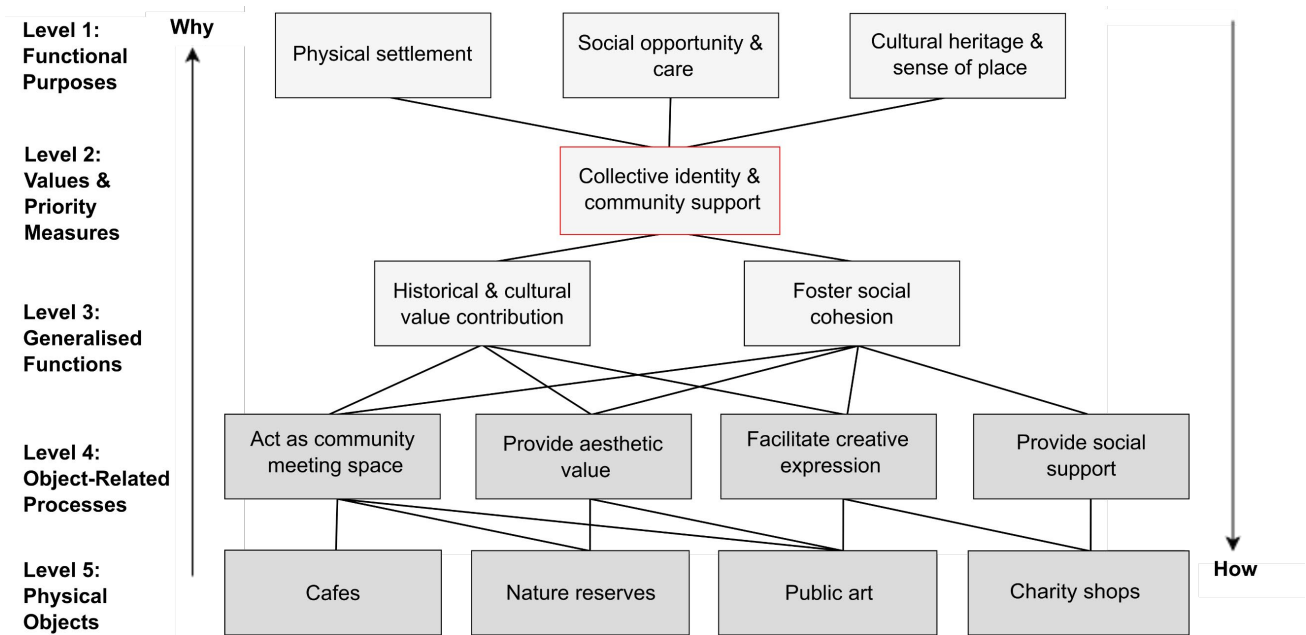 Level 1:
Functional
Purposes
Why
Physical settlement
Social opportunity &
care
Cultural heritage &
sense of place
Level 2:
Values &
Priority
Measures
Collective identity &
community support
Level 3:
Generalised
Functions
Historical & cultural
value contribution
Foster social
cohesion
Level 4:
Object-Related
Processes
Act as community
meeting space
Provide aesthetic
value
Facilitate creative
expression
Provide social
support
Level 5:
Physical
Objects
Cafes
Nature reserves
Public art
Charity shops
How